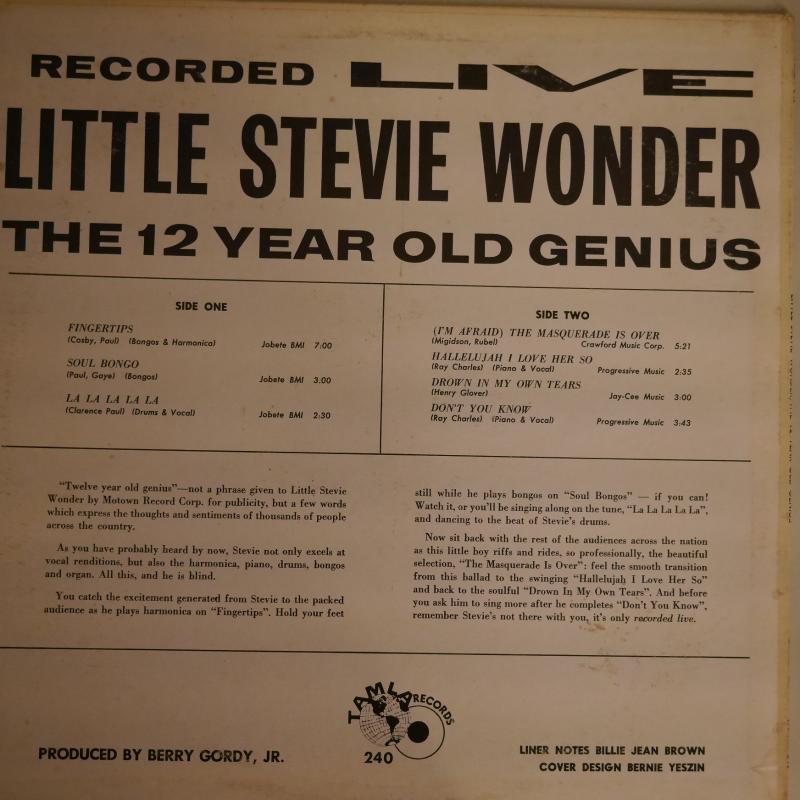 RECORDED LIVE
LITTLE STEVIE WONDER
THE 12 YEAR OLD GENIUS
SIDE ONE
FINGERTIPS
(Cosby, Paul) (Bongos & Harmonica) Jobete BMI 7:00
SOUL BONGO
(Paul, Gaye) (Bongos) Jobete BMI 3:00
LA LA LA LA LA
(Clarence Paul) (Drums & Vocal) Jobete BMI 2:30
SIDE TWO
(I'M AFRAID) THE MASQUERADE IS OVER
(Migidson, Rubel) Crawford Music Corp. 5:21
HALLELUJAH I LOVE HER SO
(Ray Charles) (Piano & Vocal) Progressive Music 2:35
DROWN IN MY OWN TEARS
(Henry Glover) Jay-Cee Music 3:00
DON'T YOU KNOW
(Ray Charles) (Piano & Vocal) Progressive Music 3:43
"Twelve year old genius"—not a phrase given to Little Stevie
Wonder by Motown Record Corp. for publicity, but a few words
which express the thoughts and sentiments of thousands of people
across the country.
As you have probably heard by now, Stevie not only excels at
vocal renditions, but also the harmonica, piano, drums, bongos
and organ. All this, and he is blind.
You catch the excitement generated from Stevie to the packed
audience as he plays harmonica on "Fingertips". Hold your feet
still while he plays bongos on "Soul Bongos" — if you can!
Watch it, or you'll be singing along on the tune, "La La La La La",
and dancing to the beat of Stevie's drums.
Now sit back with the rest of the audiences across the nation
as this little boy riffs and rides, so professionally, the beautiful
selection, "The Masquerade Is Over": feel the smooth transition
from this ballad to the swinging "Hallelujah I Love Her So"
and back to the soulful "Drown In My Own Tears". And before
you ask him to sing more after he completes "Don't You Know",
remember Stevie's not there with you, it's only recorded live.
TAMLA RECORDS
240
PRODUCED BY BERRY GORDY, JR.
LINER NOTES BILLIE JEAN BROWN
COVER DESIGN BERNIE YESZIN